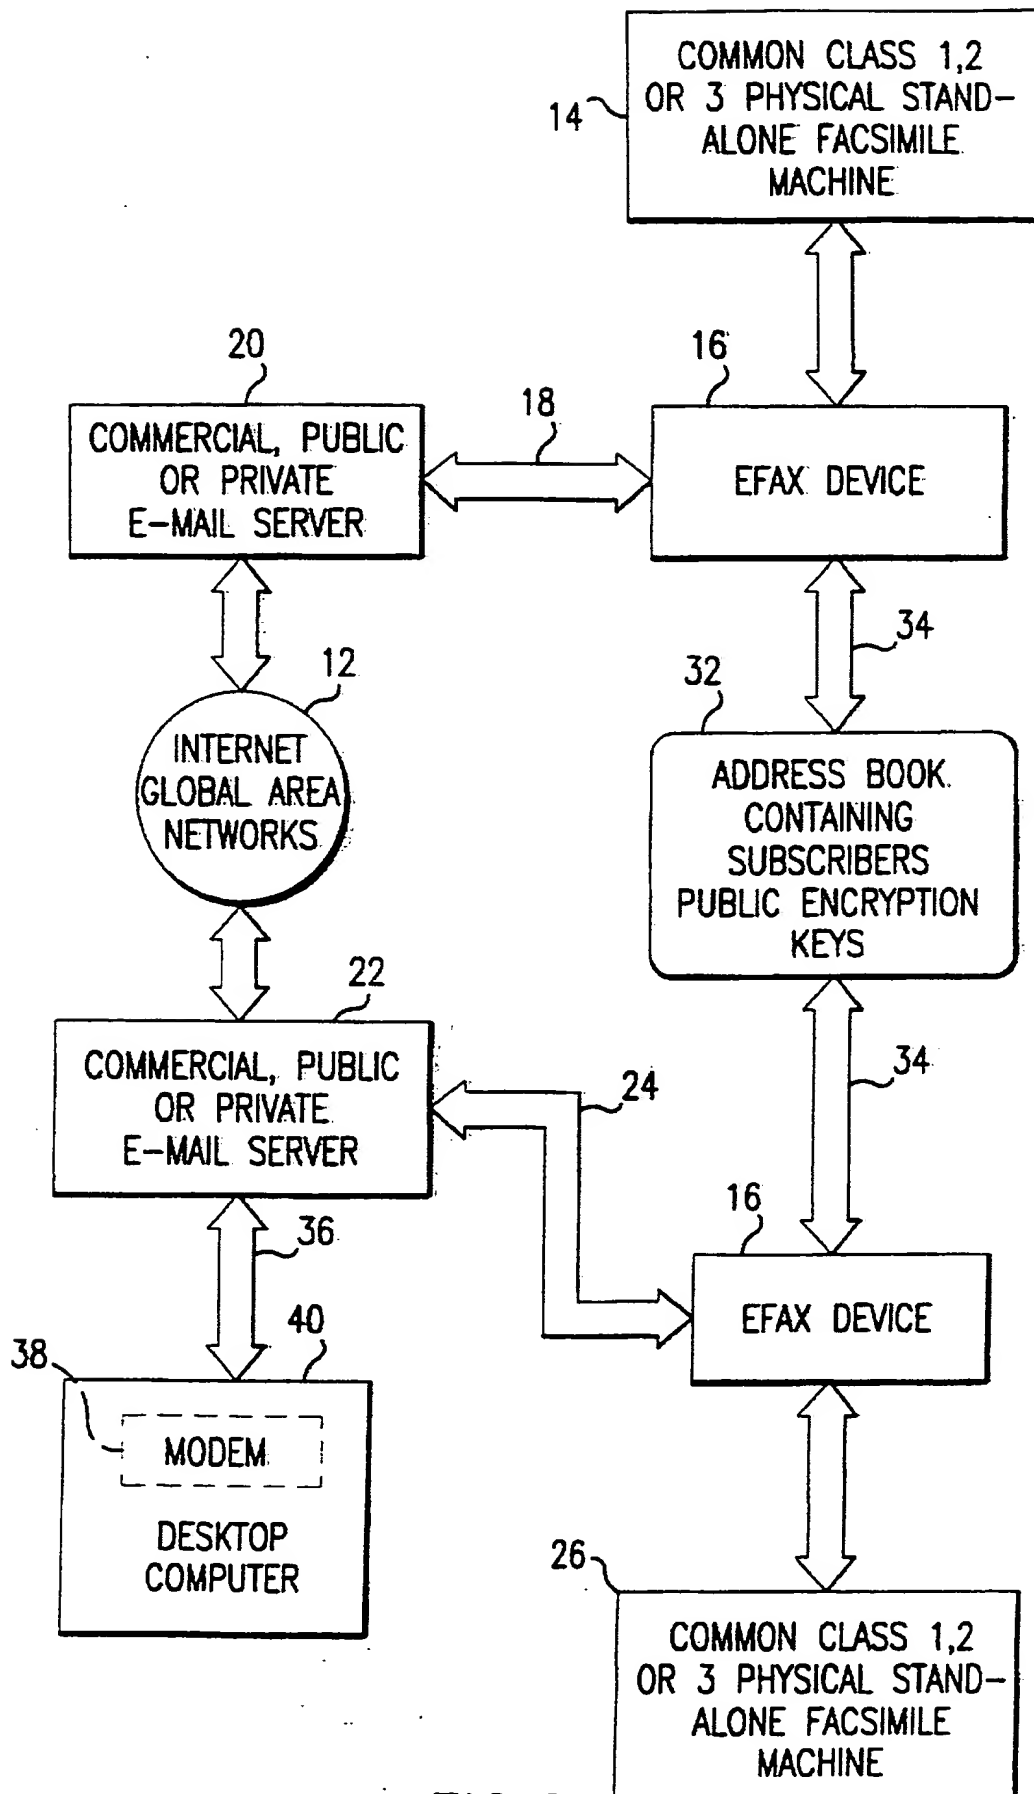 COMMON CLASS 1,2
OR 3 PHYSICAL STAND-
ALONE FACSIMILE
MACHINE
14
20
COMMERCIAL, PUBLIC
OR PRIVATE
E-MAIL SERVER
18
16
EFAX DEVICE
34
12
INTERNET
GLOBAL AREA
NETWORKS
32
ADDRESS BOOK
CONTAINING
SUBSCRIBERS
PUBLIC ENCRYPTION
KEYS
22
COMMERCIAL, PUBLIC
OR PRIVATE
E-MAIL SERVER
24
34
16
EFAX DEVICE
36
38
40
MODEM
DESKTOP
COMPUTER
26
COMMON CLASS 1,2
OR 3 PHYSICAL STAND-
ALONE FACSIMILE
MACHINE